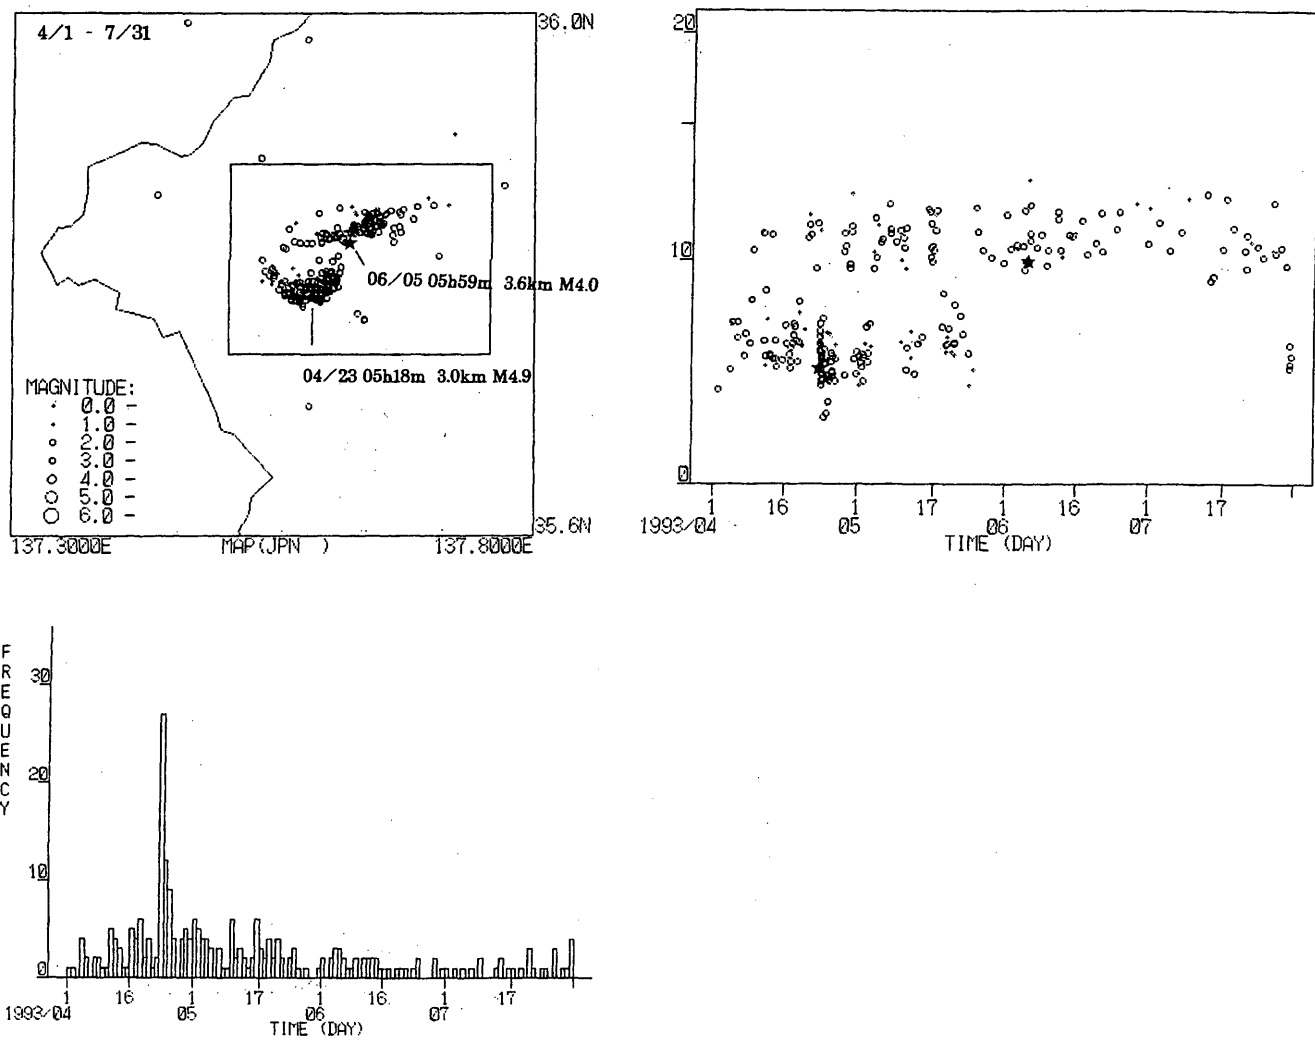 4/1 - 7/31
36.0N
06/05 05h59m 3.6km M4.0
04/23 05h18m 3.0km M4.9
MAGNITUDE:
0.0 -
1.0 -
2.0 -
3.0 -
4.0 -
5.0 -
6.0 -
35.6N
137.3000E MAP(JPN ) 137.8000E
20
10
0
1 16 1 17 1 16 1 17
1993/04 05 06 07
TIME (DAY)
FREQUENCY
30
20
10
0
1 16 1 17 1 16 1 17
1993/04 05 06 07
TIME (DAY)